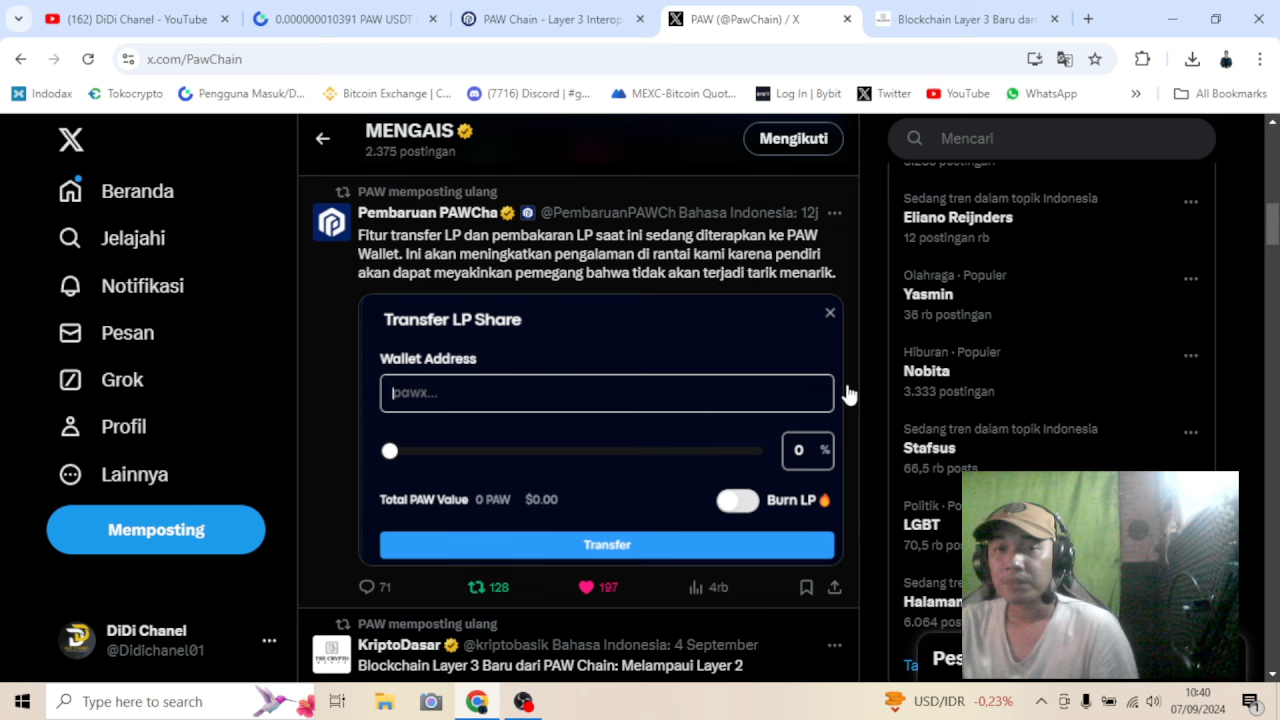 (162) DiDi Chanel - YouTube
0.000000010391 PAW USDT
PAW Chain - Layer 3 Interop
PAW (@PawChain) / X
Blockchain Layer 3 Baru dari
x.com/PawChain
Indodax
Tokocrypto
Pengguna Masuk/D...
Bitcoin Exchange | C...
(7716) Discord | #g...
MEXC-Bitcoin Quot...
Log In | Bybit
Twitter
YouTube
WhatsApp
All Bookmarks
Beranda
Jelajahi
Notifikasi
Pesan
Grok
Profil
Lainnya
Memposting
DiDi Chanel
@Didichanel01
MENGAIS
2.375 postingan
Mengikuti
PAW memposting ulang
Pembaruan PAWCha @PembaruanPAWCh Bahasa Indonesia: 12j
Fitur transfer LP dan pembakaran LP saat ini sedang diterapkan ke PAW
Wallet. Ini akan meningkatkan pengalaman di rantai kami karena pendiri
akan dapat meyakinkan pemegang bahwa tidak akan terjadi tarik menarik.
Transfer LP Share
Wallet Address
pawx...
0 %
Total PAW Value 0 PAW $0.00
Burn LP
Transfer
71
128
197
4rb
PAW memposting ulang
KriptoDasar @kriptobasik Bahasa Indonesia: 4 September
Blockchain Layer 3 Baru dari PAW Chain: Melampaui Layer 2
THE CRYPTO
Mencari
postingan
Sedang tren dalam topik Indonesia
Eliano Reijnders
12 postingan rb
Olahraga · Populer
Yasmin
36 rb postingan
Hiburan · Populer
Nobita
3.333 postingan
Sedang tren dalam topik Indonesia
Stafsus
66,5 rb posts
Politik · Po
LGBT
70,5 rb pos
Sedang tren
Halaman
6.064 pos
Ta
Pes
Type here to search
USD/IDR -0,23%
10:40
07/09/2024
1